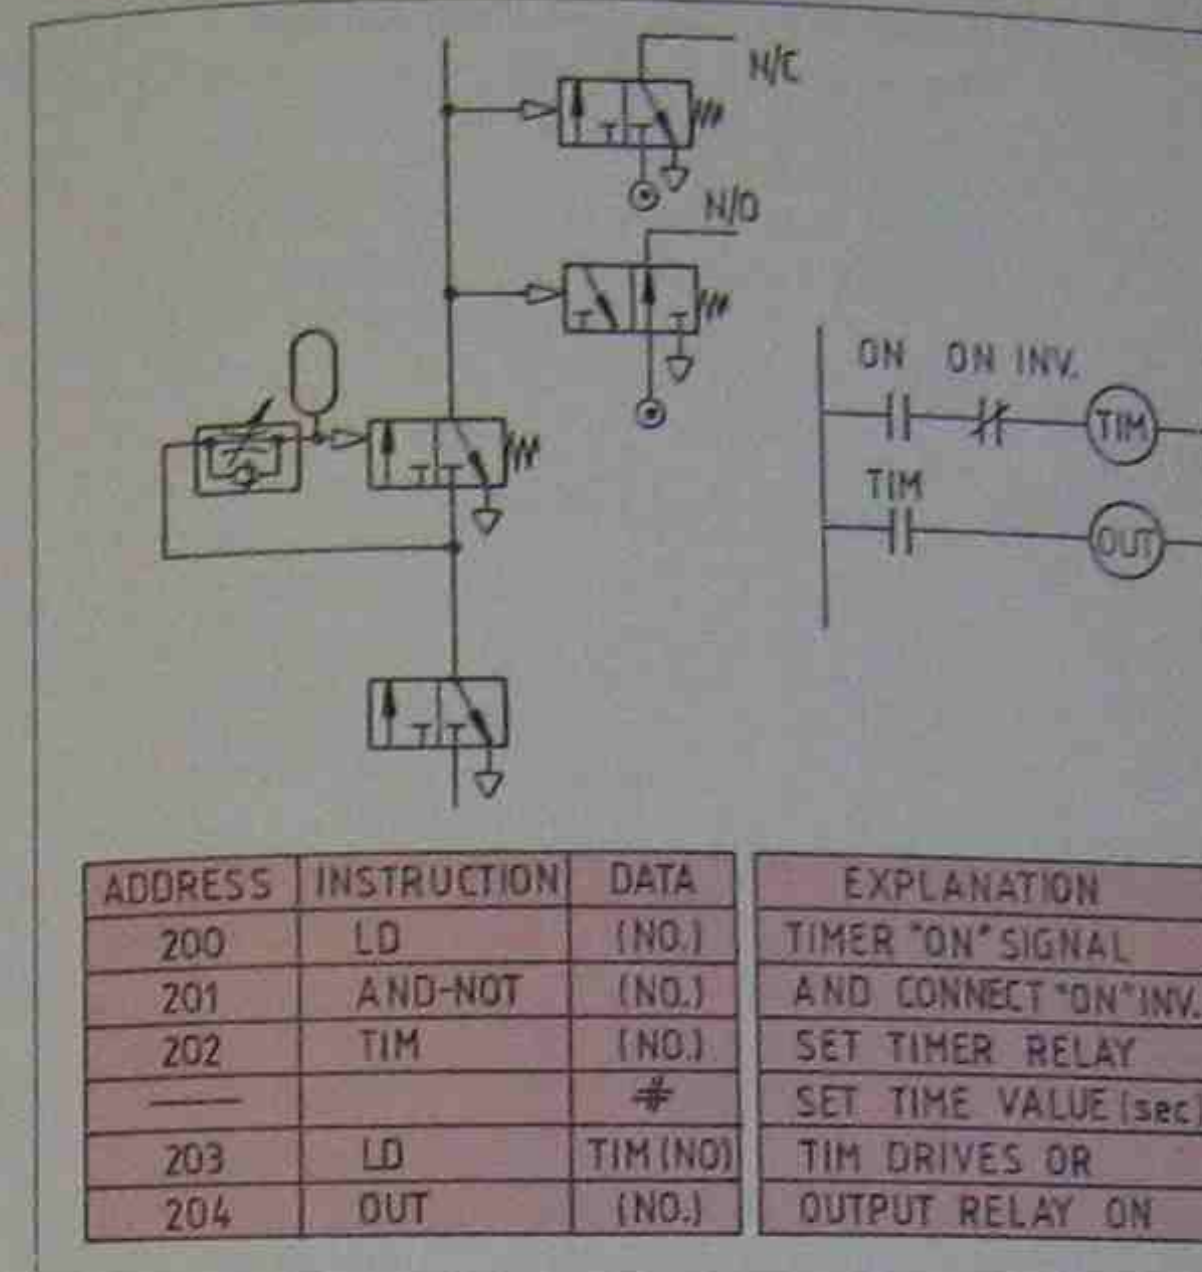 N/C
N/O
ON ON INV.
TIM
TIM
OUT
ADDRESS INSTRUCTION DATA EXPLANATION
200 LD (NO.) TIMER "ON" SIGNAL
201 AND-NOT (NO.) AND CONNECT "ON" INV.
202 TIM (NO.) SET TIMER RELAY
— # SET TIME VALUE (sec)
203 LD TIM (NO) TIM DRIVES OR
204 OUT (NO.) OUTPUT RELAY ON